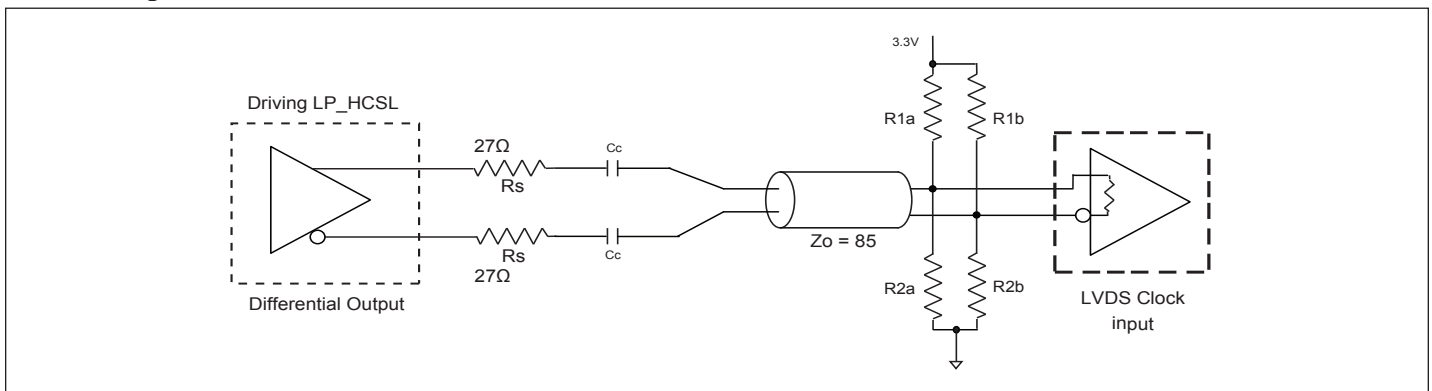 3.3V
Driving LP_HCSL
R1a
R1b
27Ω
Cc
Rs
Zo = 85
Cc
Rs
27Ω
R2a
R2b
Differential Output
LVDS Clock
input